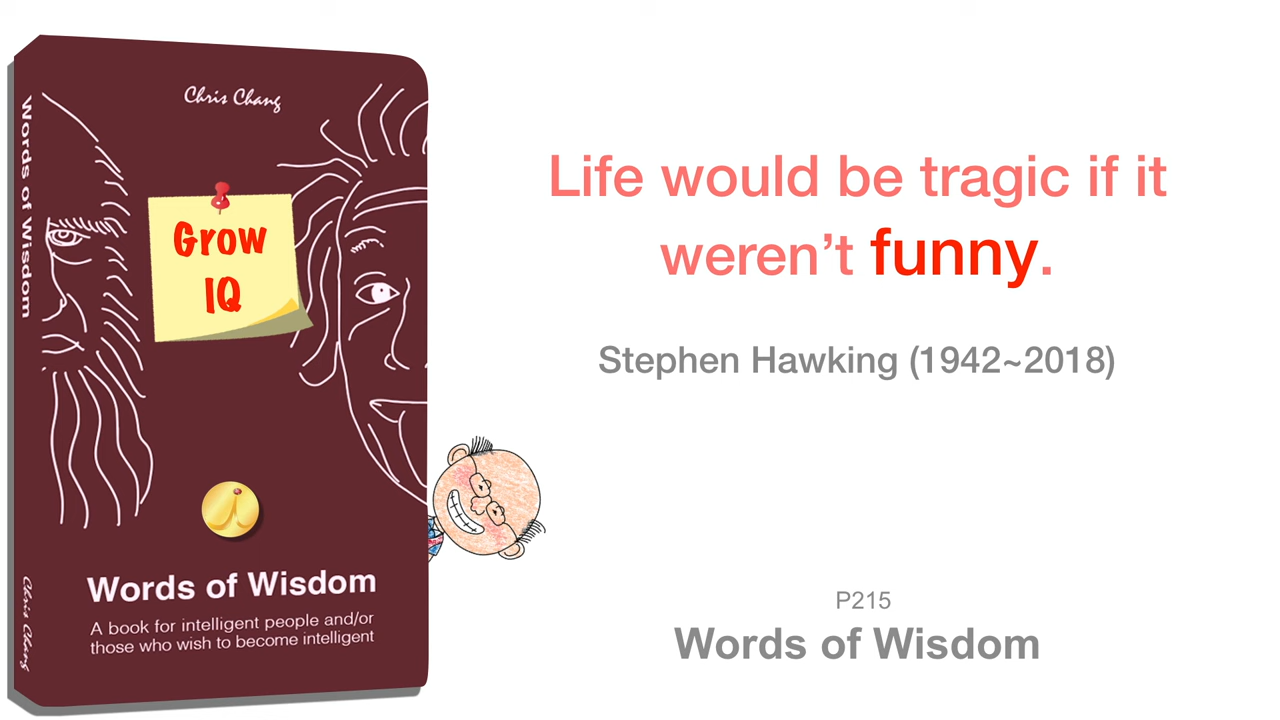 Words of Wisdom
Chris Chang
Chris Chang
Grow
IQ
Words of Wisdom
A book for intelligent people and/or
those who wish to become intelligent
Life would be tragic if it
weren’t funny.
Stephen Hawking (1942~2018)
P215
Words of Wisdom